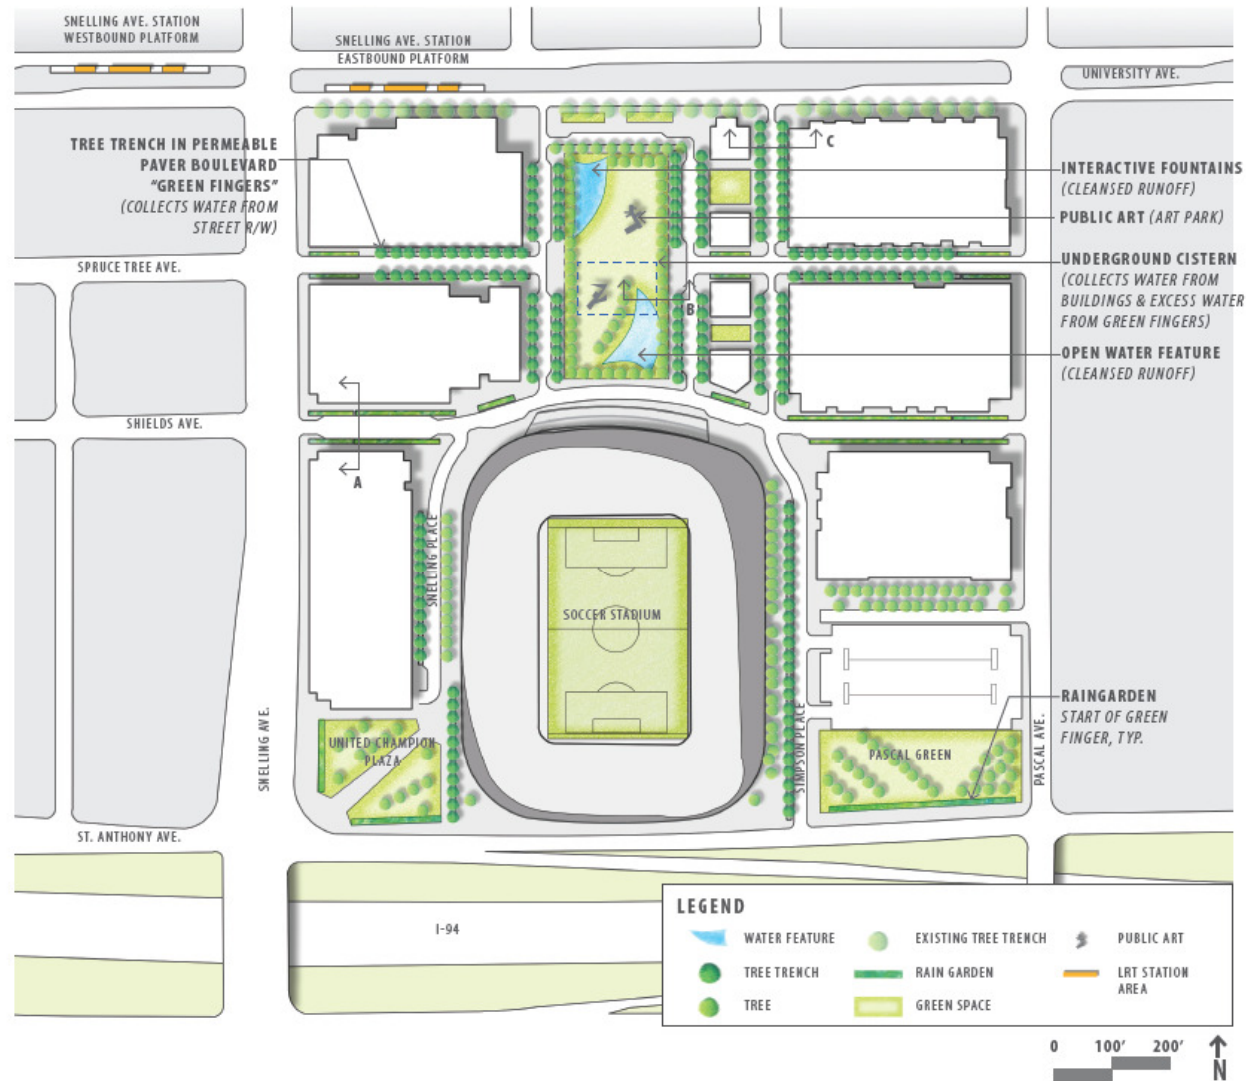 SNELLING AVE. STATION
WESTBOUND PLATFORM
SNELLING AVE. STATION
EASTBOUND PLATFORM
UNIVERSITY AVE.
TREE TRENCH IN PERMEABLE
PAVER BOULEVARD
"GREEN FINGERS"
(COLLECTS WATER FROM
STREET R/W)
C
INTERACTIVE FOUNTAINS
(CLEANSED RUNOFF)
PUBLIC ART (ART PARK)
SPRUCE TREE AVE.
UNDERGROUND CISTERN
(COLLECTS WATER FROM
BUILDINGS & EXCESS WATER
FROM GREEN FINGERS)
B
OPEN WATER FEATURE
(CLEANSED RUNOFF)
SHIELDS AVE.
A
SNELLING PLACE
SOCCER STADIUM
SNELLING AVE.
UNITED CHAMPION
PLAZA
SIMPSON PLACE
PASCAL GREEN
PASCAL AVE.
RAINGARDEN
START OF GREEN
FINGER, TYP.
ST. ANTHONY AVE.
I-94
LEGEND
WATER FEATURE
EXISTING TREE TRENCH
PUBLIC ART
TREE TRENCH
RAIN GARDEN
LRT STATION
AREA
TREE
GREEN SPACE
0 100' 200'
N